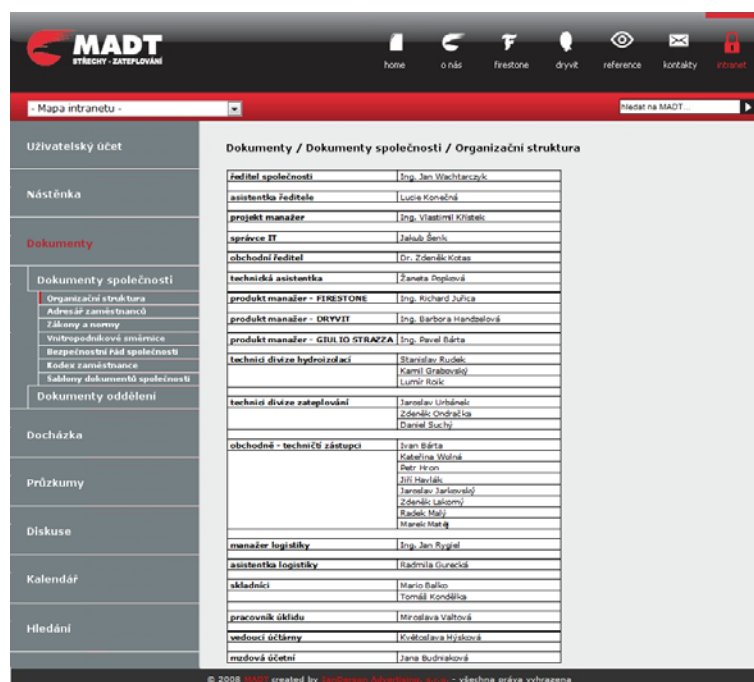 MADT
STŘECHY - ZATEPLOVÁNÍ
home o nás firestone dryvit reference kontakty intranet
- Mapa intranetu -
hledat na MADT...
Uživatelský účet
Nástěnka
Dokumenty
Dokumenty společnosti
Organizační struktura
Adresář zaměstnanců
Zákony a normy
Vnitropodnikové směrnice
Bezpečnostní řád společnosti
Kodex zaměstnance
Šablony dokumentů společnosti
Dokumenty oddělení
Docházka
Průzkumy
Diskuse
Kalendář
Hledání
Dokumenty / Dokumenty společnosti / Organizační struktura
ředitel společnosti Ing. Jan Wachtarczyk
asistentka ředitele Lucie Konečná
projekt manažer Ing. Vlastimil Křístek
správce IT Jakub Šenk
obchodní ředitel Dr. Zdeněk Kotas
technická asistentka Žaneta Popková
produkt manažer - FIRESTONE Ing. Richard Juřica
produkt manažer - DRYVIT Ing. Barbora Handzelová
produkt manažer - GIULIO STRAZZA Ing. Pavel Bárta
technici divize hydroizolací Stanislav Rudek
Kamil Grabovský
Lumír Roik
technici divize zateplování Jaroslav Urbánek
Zdeněk Ondračka
Daniel Suchý
obchodně - techničtí zástupci Ivan Bárta
Kateřina Wolná
Petr Hron
Jiří Havlák
Jaroslav Jarkovský
Zdeněk Lakomý
Radek Malý
Marek Matěj
manažer logistiky Ing. Jan Rygiel
asistentka logistiky Radmila Gurecká
skladníci Mario Balko
Tomáš Kondělka
pracovník úklidu Miroslava Valtová
vedoucí účtárny Květoslava Hýsková
mzdová účetní Jana Budniaková
© 2008 MADT created by Advertising, s.r.o. - všechna práva vyhrazena